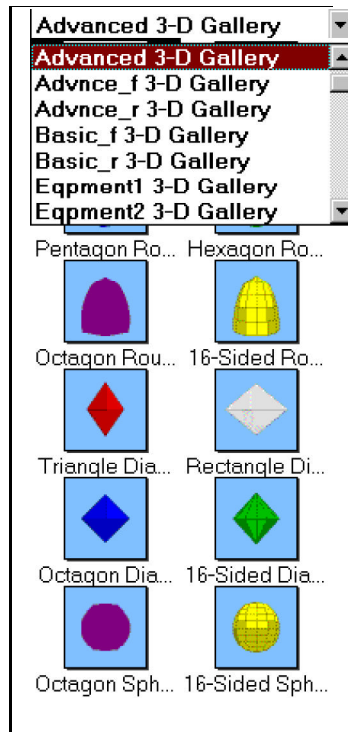 Advanced 3-D Gallery
Advanced 3-D Gallery
Advnce_f 3-D Gallery
Advnce_r 3-D Gallery
Basic_f 3-D Gallery
Basic_r 3-D Gallery
Eqpment1 3-D Gallery
Eqpment2 3-D Gallery
Pentagon Ro... Hexagon Ro...
Octagon Rou... 16-Sided Ro...
Triangle Dia... Rectangle Di...
Octagon Dia... 16-Sided Dia...
Octagon Sph... 16-Sided Sph...